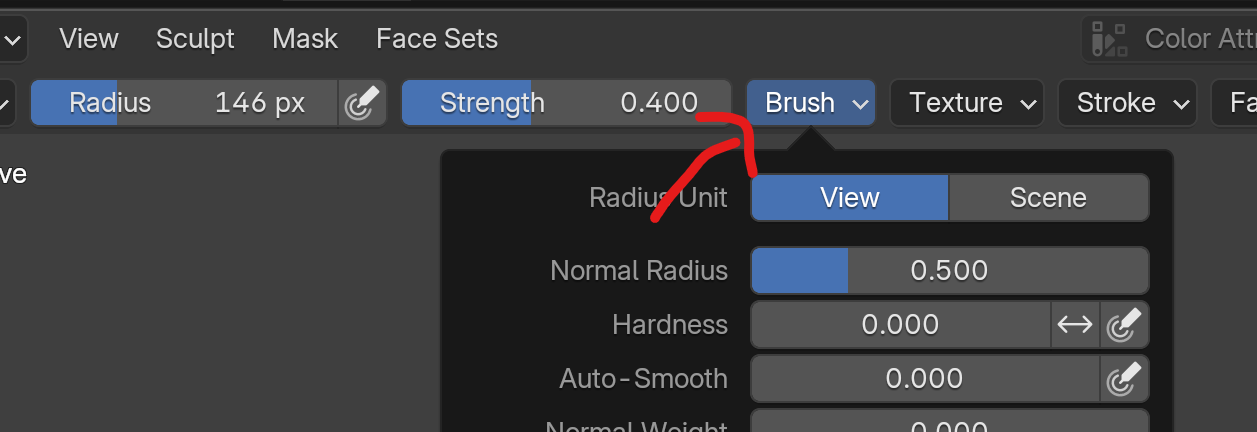 View Sculpt Mask Face Sets Color Attr
Radius 146 px Strength 0.400 Brush Texture Stroke Fa
ve
Radius Unit View Scene
Normal Radius 0.500
Hardness 0.000
Auto-Smooth 0.000
Normal Weight 0.000